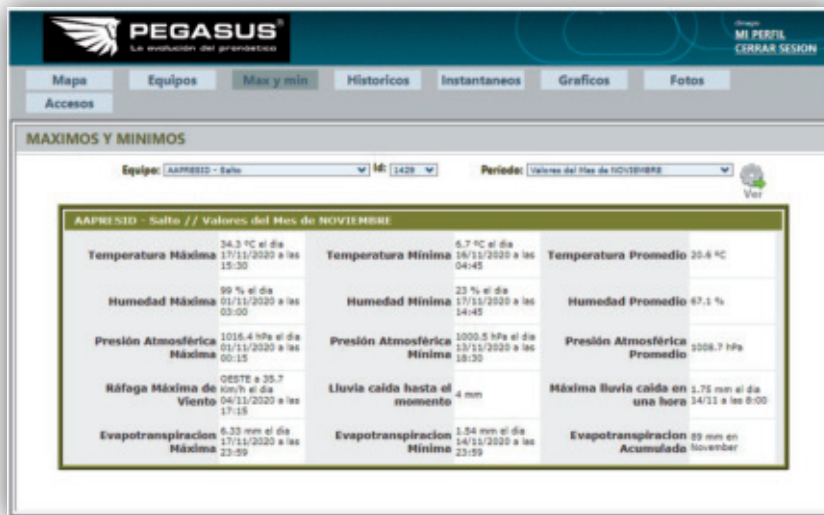 PEGASUS®
La evolución del pronóstico
MI PERFIL
CERRAR SESION
Mapa
Equipos
Max y min
Historicos
Instantaneos
Graficos
Fotos
Accesos
MAXIMOS Y MINIMOS
Equipo: AAPRESID - Salto
Id: 1429
Período: Valores del Mes de NOVIEMBRE
Ver
AAPRESID - Salto // Valores del Mes de NOVIEMBRE
Temperatura Máxima
34.3 ºC el dia
17/11/2020 a las
15:30
Temperatura Mínima
6.7 ºC el dia
16/11/2020 a las
04:45
Temperatura Promedio
20.6 ºC
Humedad Máxima
99 % el dia
01/11/2020 a las
03:00
Humedad Mínima
23 % el dia
17/11/2020 a las
14:45
Humedad Promedio
67.1 %
Presión Atmosférica
Máxima
1016.4 hPa el dia
01/11/2020 a las
00:15
Presión Atmosférica
Mínima
1000.5 hPa el dia
13/11/2020 a las
18:30
Presión Atmosférica
Promedio
1008.7 hPa
Ráfaga Máxima de
Viento
OESTE a 35.7
Km/h el dia
04/11/2020 a las
17:15
Lluvia caida hasta el
momento
4 mm
Máxima lluvia caida en
una hora
1.75 mm el dia
14/11 a las 8:00
Evapotranspiracion
Máxima
6.33 mm el dia
17/11/2020 a las
23:59
Evapotranspiracion
Mínima
1.54 mm el dia
14/11/2020 a las
23:59
Evapotranspiracion
Acumulada
89 mm en
November